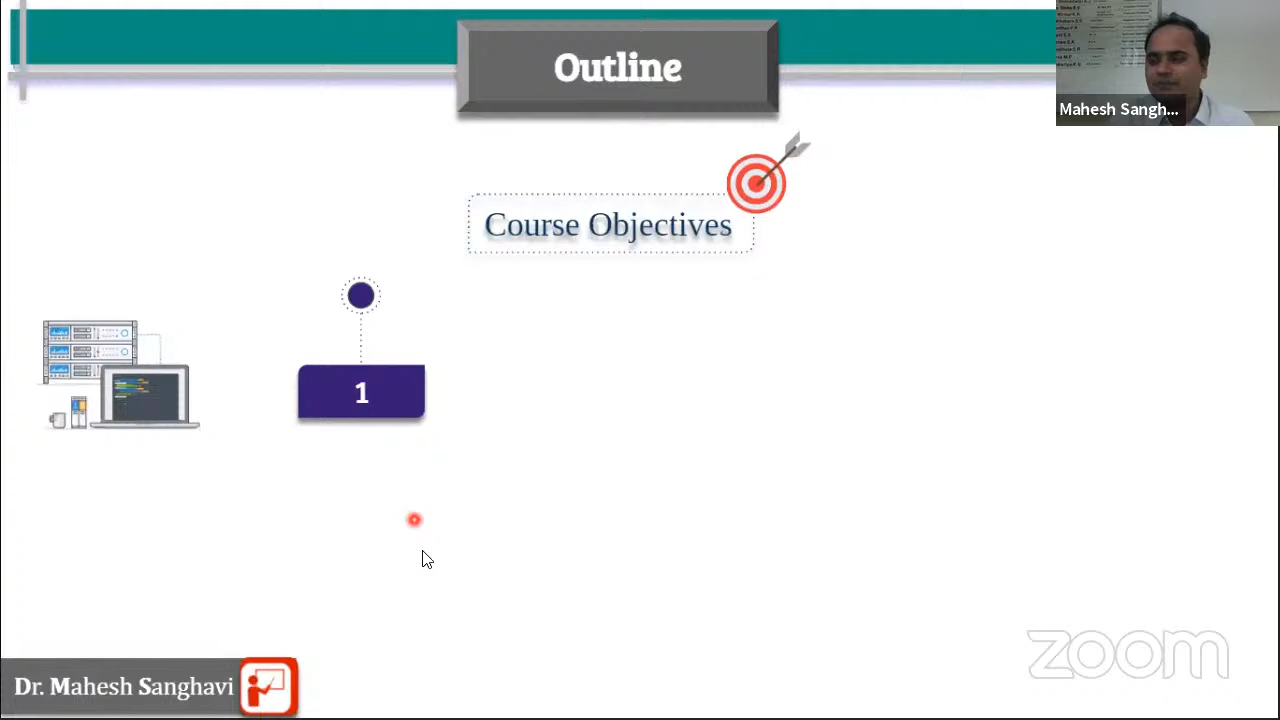 Outline
Mahesh Sangh...
Course Objectives
1
Dr. Mahesh Sanghavi
zoom